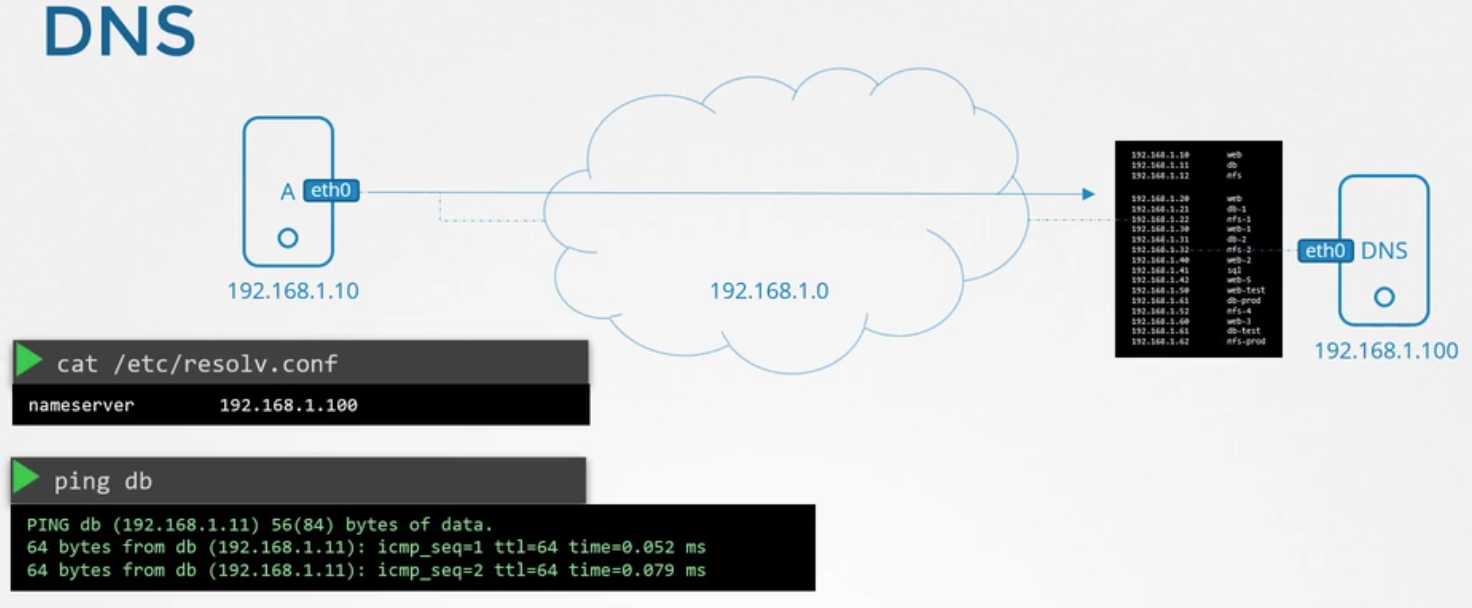 DNS
A eth0
192.168.1.10
192.168.1.0
192.168.1.10 web
192.168.1.11 db
192.168.1.12 nfs
192.168.1.20 web
192.168.1.21 db-1
192.168.1.22 nfs-1
192.168.1.30 web-1
192.168.1.31 db-2
192.168.1.32 nfs-2
192.168.1.40 web-2
192.168.1.41 sql
192.168.1.42 web-5
192.168.1.50 web-test
192.168.1.61 db-prod
192.168.1.52 nfs-4
192.168.1.60 web-3
192.168.1.61 db-test
192.168.1.62 nfs-prod
eth0 DNS
192.168.1.100
cat /etc/resolv.conf
nameserver 192.168.1.100
ping db
PING db (192.168.1.11) 56(84) bytes of data.
64 bytes from db (192.168.1.11): icmp_seq=1 ttl=64 time=0.052 ms
64 bytes from db (192.168.1.11): icmp_seq=2 ttl=64 time=0.079 ms